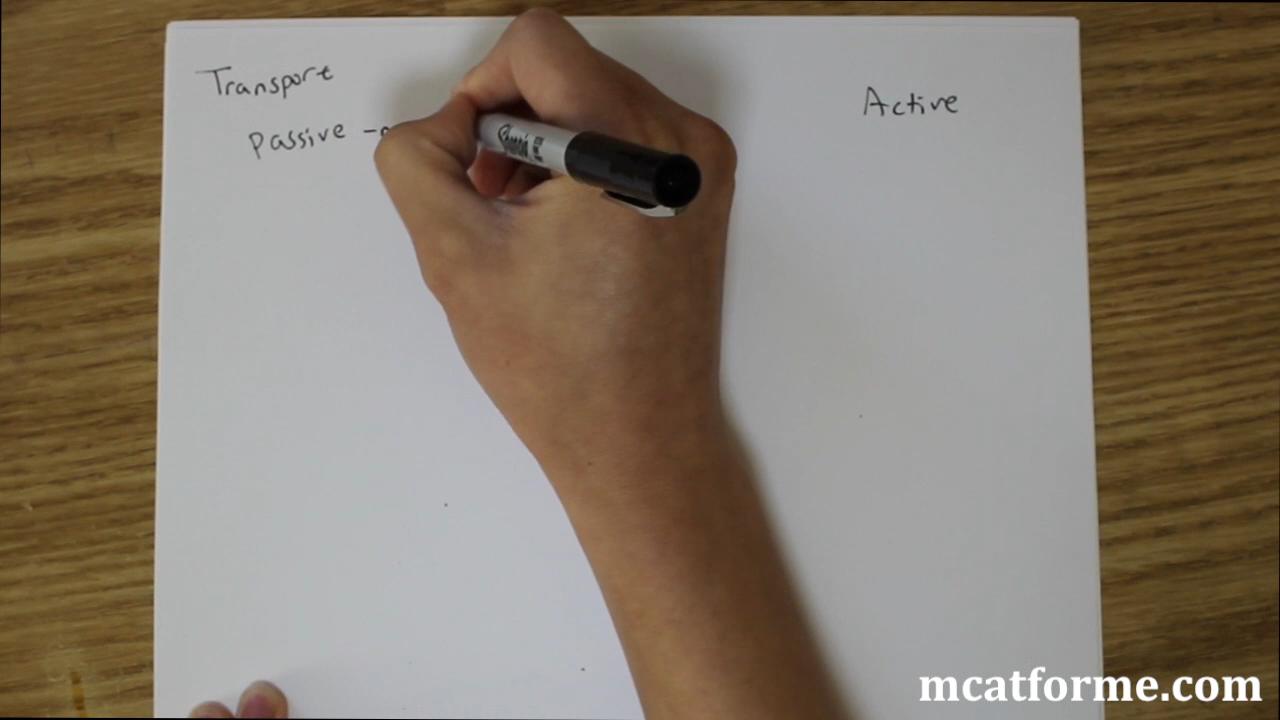 Transport
Passive -
Active
Sharpie
mcatforme.com